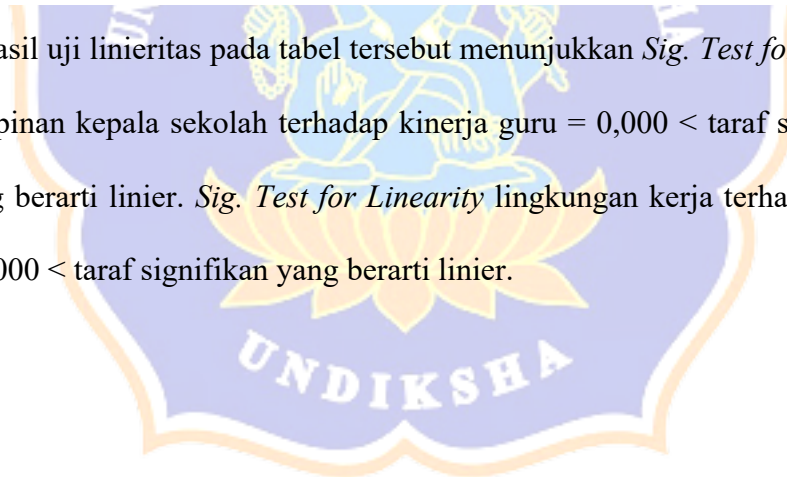 asil uji linieritas pada tabel tersebut menunjukkan Sig. Test fo
pinan kepala sekolah terhadap kinerja guru = 0,000 < taraf s
g berarti linier. Sig. Test for Linearity lingkungan kerja terha
000 < taraf signifikan yang berarti linier.
UNDIKSHA